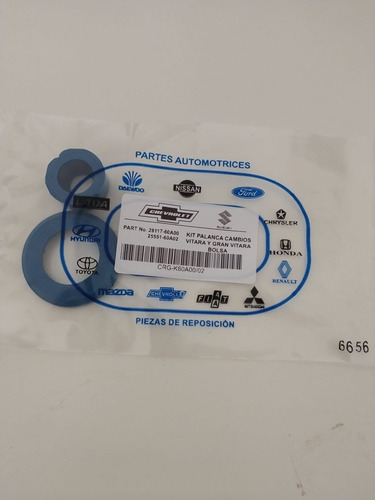 PARTES AUTOMOTRICES
DAEWOO
NISSAN
Ford
LADA
CHEVROLET
SUZUKI
CHRYSLER
PART No. 28117-60A00 KIT PALANCA CAMBIOS
25551-60A02 VITARA Y GRAN VITARA
BOLSA
CRG-K60A00/02
HYUNDAI
HONDA
TOYOTA
RENAULT
mazda
CHEVROLET
FIAT
MITSUBISHI
PIEZAS DE REPOSICIÓN
6656